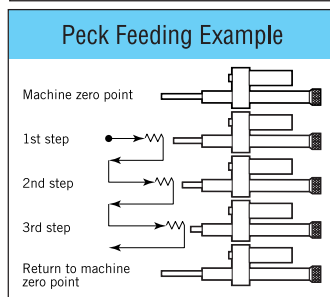 Peck Feeding Example
Machine zero point
1st step
2nd step
3rd step
Return to machine
zero point